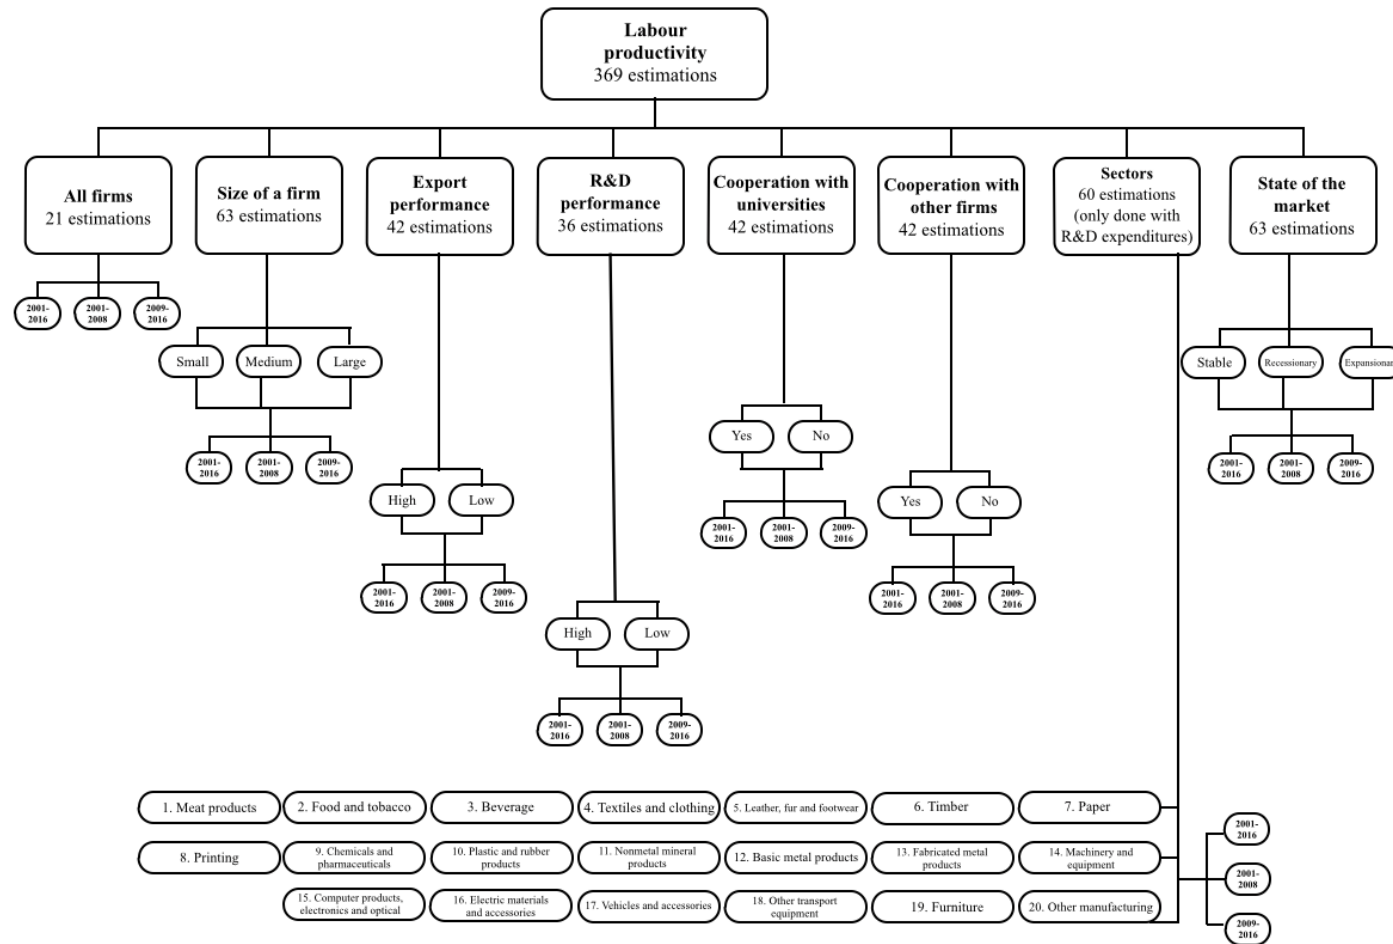 Labour
productivity
369 estimations
All firms
21 estimations
Size of a firm
63 estimations
Export
performance
42 estimations
R&D
performance
36 estimations
Cooperation with
universities
42 estimations
Cooperation with
other firms
42 estimations
Sectors
60 estimations
(only done with
R&D expenditures)
State of the
market
63 estimations
2001-
2016
2001-
2008
2009-
2016
Small
Medium
Large
2001-
2016
2001-
2008
2009-
2016
High
Low
2001-
2016
2001-
2008
2009-
2016
High
Low
2001-
2016
2001-
2008
2009-
2016
Yes
No
2001-
2016
2001-
2008
2009-
2016
Yes
No
2001-
2016
2001-
2008
2009-
2016
Stable
Recessionary
Expansionar
2001-
2016
2001-
2008
2009-
2016
1. Meat products
2. Food and tobacco
3. Beverage
4. Textiles and clothing
5. Leather, fur and footwear
6. Timber
7. Paper
8. Printing
9. Chemicals and
pharmaceuticals
10. Plastic and rubber
products
11. Nonmetal mineral
products
12. Basic metal products
13. Fabricated metal
products
14. Machinery and
equipment
15. Computer products,
electronics and optical
16. Electric materials
and accessories
17. Vehicles and accessories
18. Other transport
equipment
19. Furniture
20. Other manufacturing
2001-
2016
2001-
2008
2009-
2016